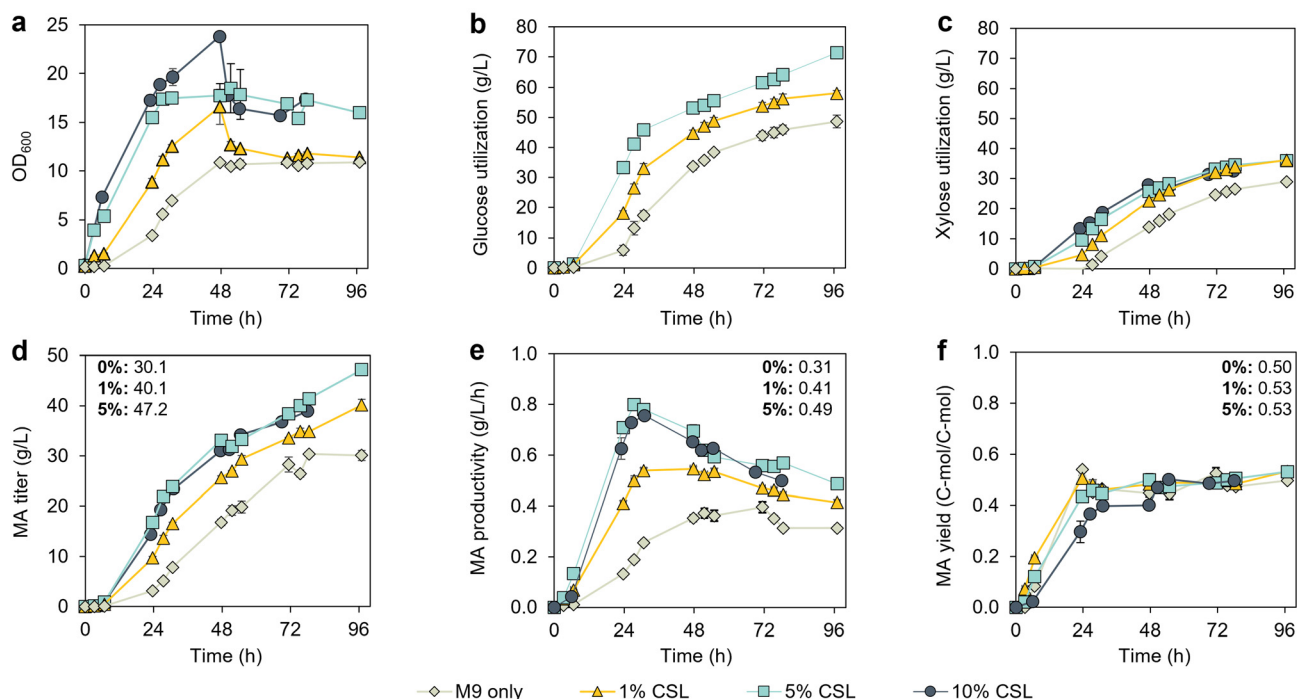 a
25
20
15
10
5
0
OD600
0 24 48 72 96
Time (h)
b
80
70
60
50
40
30
20
10
0
Glucose utilization (g/L)
0 24 48 72 96
Time (h)
c
80
70
60
50
40
30
20
10
0
Xylose utilization (g/L)
0 24 48 72 96
Time (h)
d
50
40
30
20
10
0
MA titer (g/L)
0%: 30.1
1%: 40.1
5%: 47.2
0 24 48 72 96
Time (h)
e
1.0
0.8
0.6
0.4
0.2
0.0
MA productivity (g/L/h)
0%: 0.31
1%: 0.41
5%: 0.49
0 24 48 72 96
Time (h)
f
1.0
0.8
0.6
0.4
0.2
0.0
MA yield (C-mol/C-mol)
0%: 0.50
1%: 0.53
5%: 0.53
0 24 48 72 96
Time (h)
M9 only 1% CSL 5% CSL 10% CSL